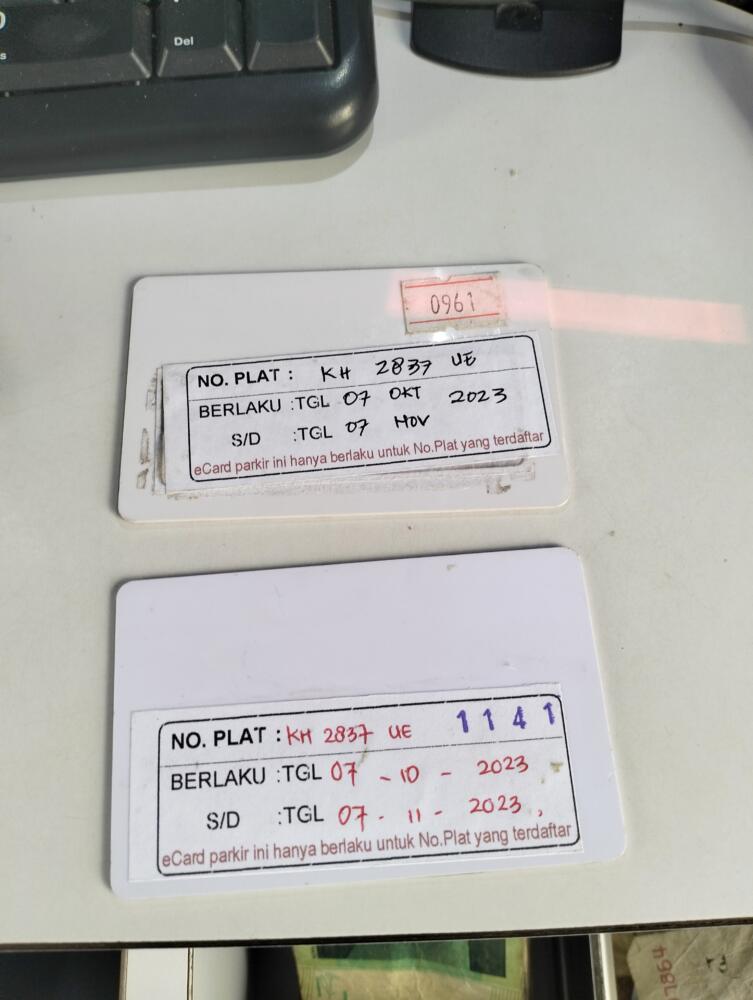 Del
0961
NO. PLAT : KH 2837 UE
BERLAKU :TGL 07 OKT 2023
S/D :TGL 07 NOV
eCard parkir ini hanya berlaku untuk No.Plat yang terdaftar
NO. PLAT : KH 2837 UE 1141
BERLAKU :TGL 07 - 10 - 2023
S/D :TGL 07 - 11 - 2023,
eCard parkir ini hanya berlaku untuk No.Plat yang terdaftar
7864